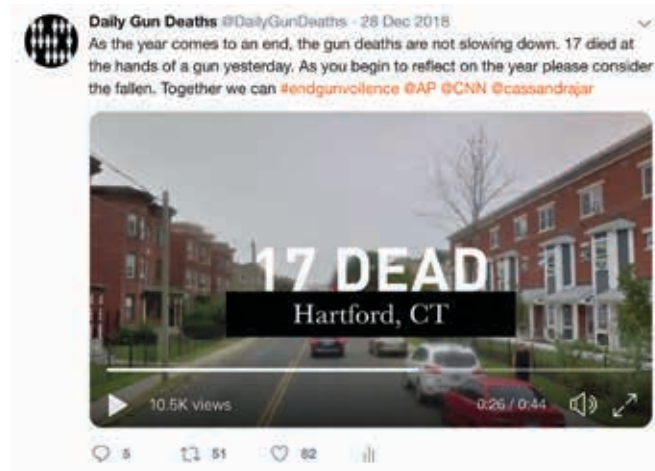 Daily Gun Deaths @DailyGunDeaths · 28 Dec 2018
As the year comes to an end, the gun deaths are not slowing down. 17 died at
the hands of a gun yesterday. As you begin to reflect on the year please consider
the fallen. Together we can #endgunvoilence @AP @CNN @cassandrajar
17 DEAD
Hartford, CT
10.5K views
0:26 / 0:44
5 51 82